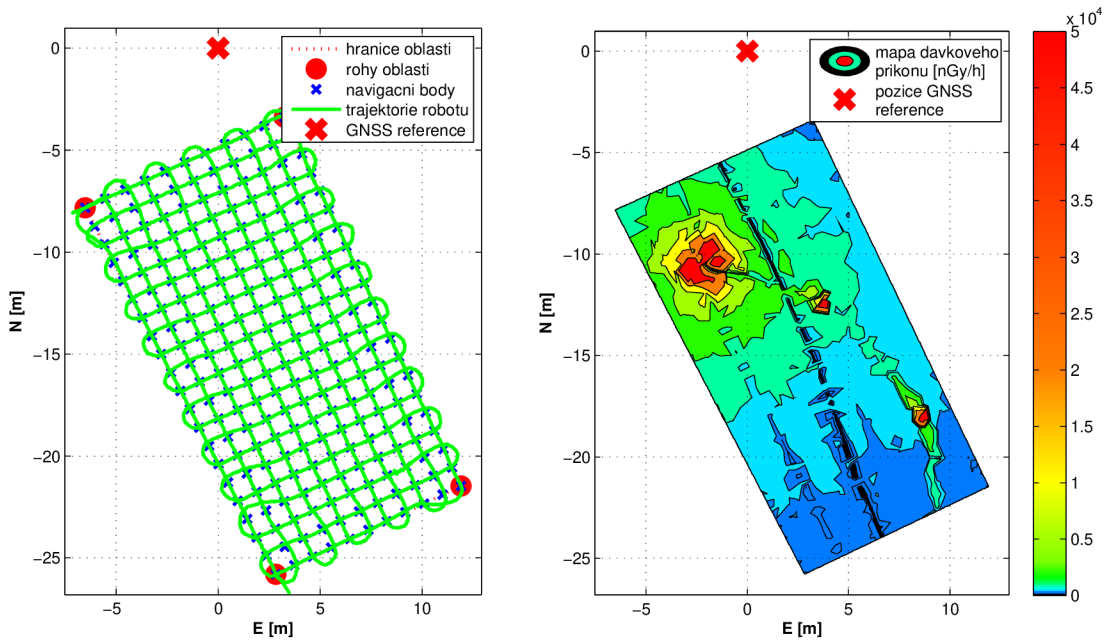 0
−5
−10
−15
−20
−25
N [m]
−5
0
5
10
E [m]
hranice oblasti
rohy oblasti
navigacni body
trajektorie robotu
GNSS reference
0
−5
−10
−15
−20
−25
N [m]
−5
0
5
10
E [m]
mapa davkoveho
prikonu [nGy/h]
pozice GNSS
reference
x 10⁴
5
4.5
4
3.5
3
2.5
2
1.5
1
0.5
0